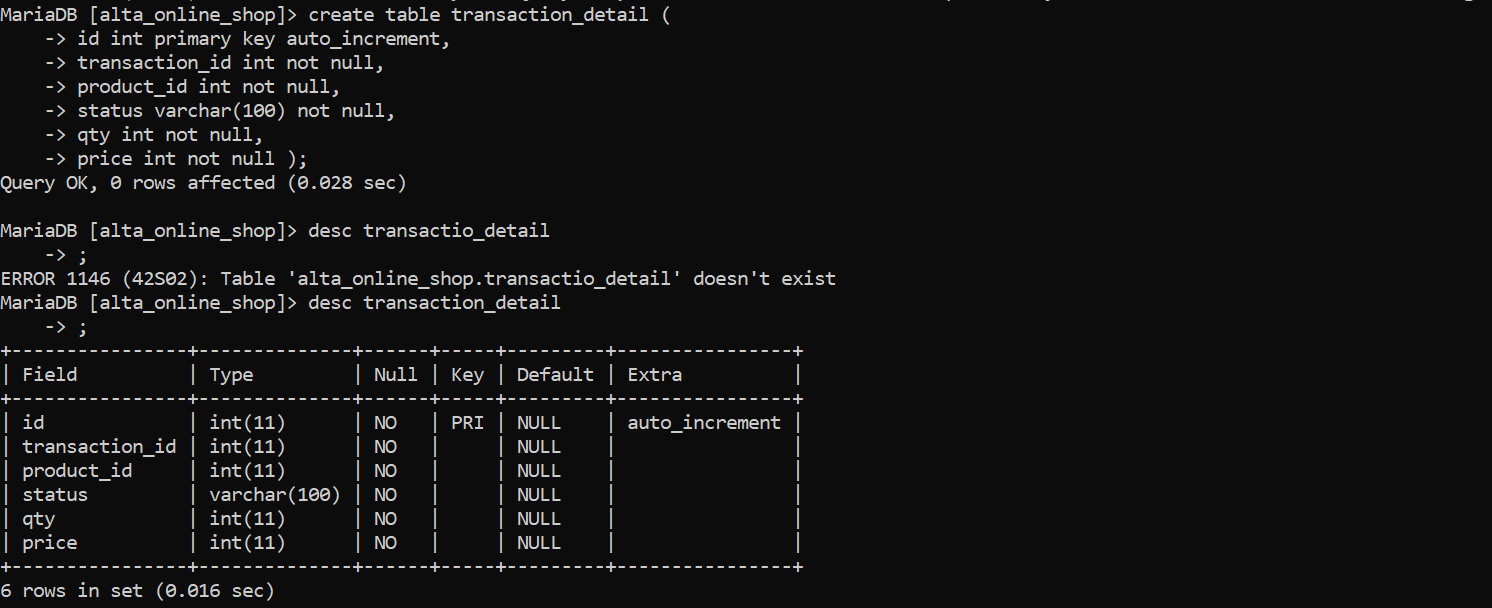 MariaDB [alta_online_shop]> create table transaction_detail (
    -> id int primary key auto_increment,
    -> transaction_id int not null,
    -> product_id int not null,
    -> status varchar(100) not null,
    -> qty int not null,
    -> price int not null );
Query OK, 0 rows affected (0.028 sec)

MariaDB [alta_online_shop]> desc transactio_detail
    -> ;
ERROR 1146 (42S02): Table 'alta_online_shop.transactio_detail' doesn't exist
MariaDB [alta_online_shop]> desc transaction_detail
    -> ;
+----------------+--------------+------+-----+---------+----------------+
| Field          | Type         | Null | Key | Default | Extra          |
+----------------+--------------+------+-----+---------+----------------+
| id             | int(11)      | NO   | PRI | NULL    | auto_increment |
| transaction_id | int(11)      | NO   |     | NULL    |                |
| product_id     | int(11)      | NO   |     | NULL    |                |
| status         | varchar(100) | NO   |     | NULL    |                |
| qty            | int(11)      | NO   |     | NULL    |                |
| price          | int(11)      | NO   |     | NULL    |                |
+----------------+--------------+------+-----+---------+----------------+
6 rows in set (0.016 sec)